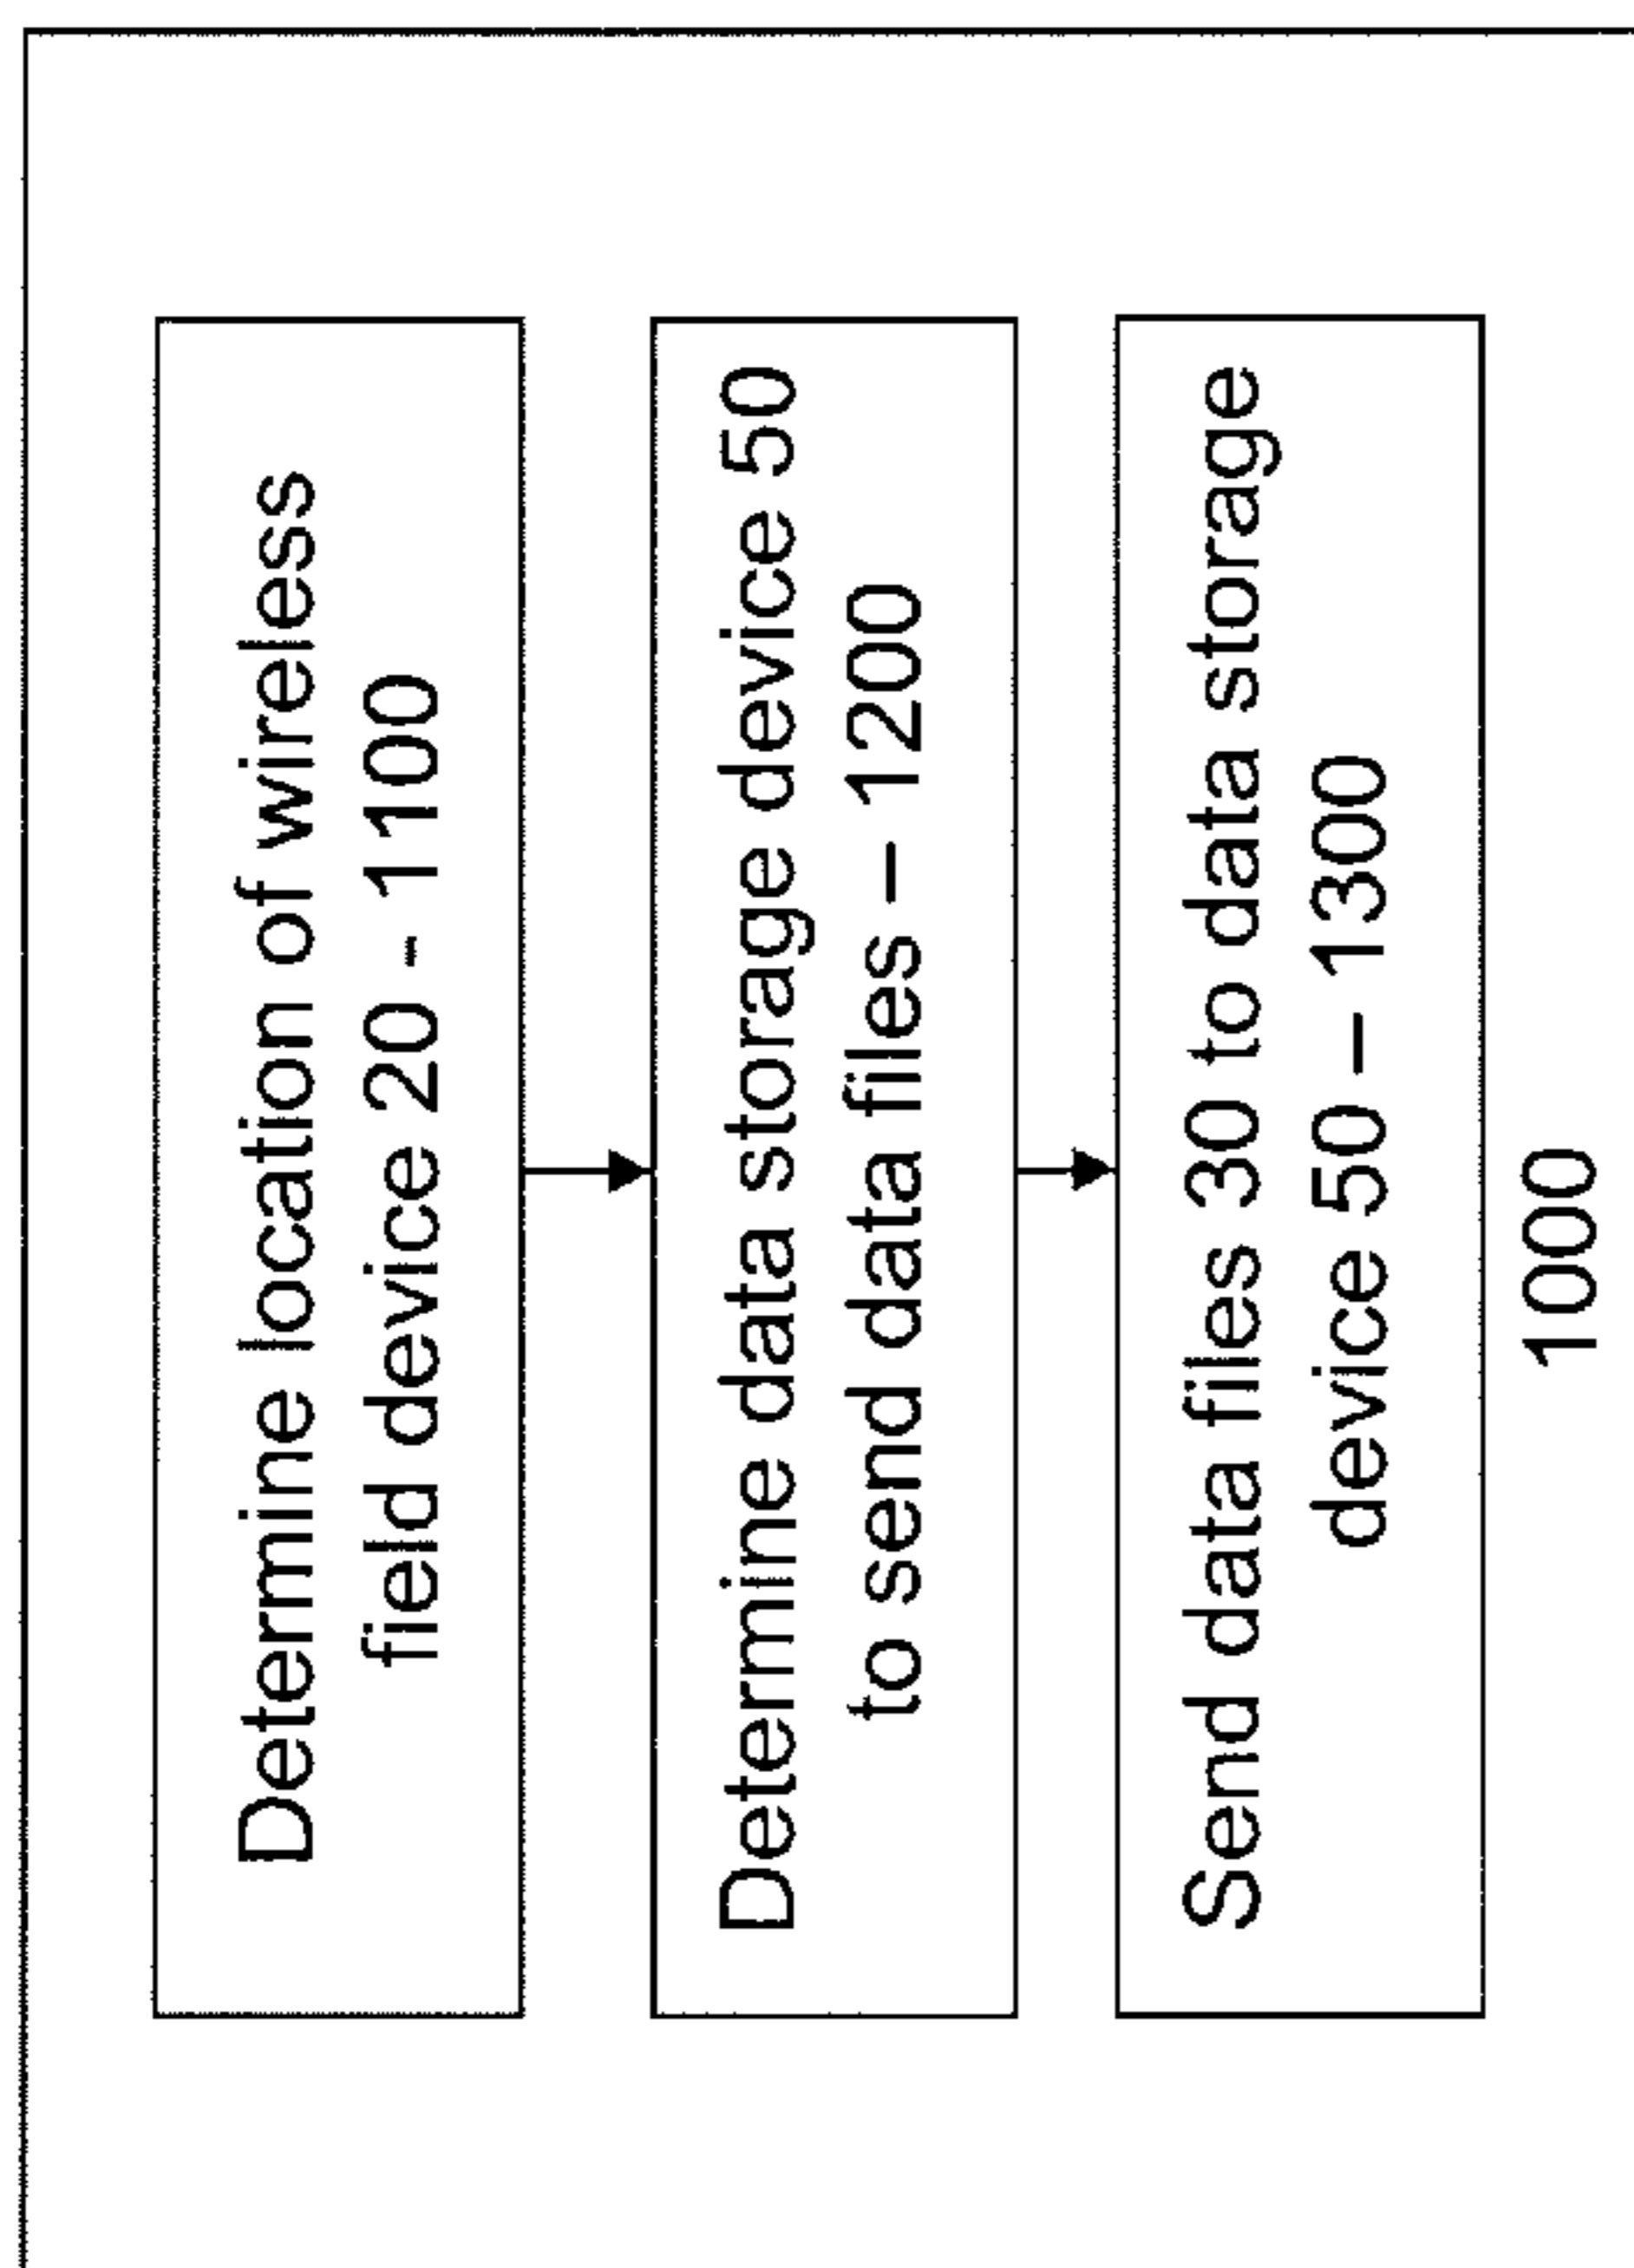 Determine location of wireless
field device 20 - 1100
Determine data storage device 50
to send data files – 1200
Send data files 30 to data storage
device 50 – 1300
1000